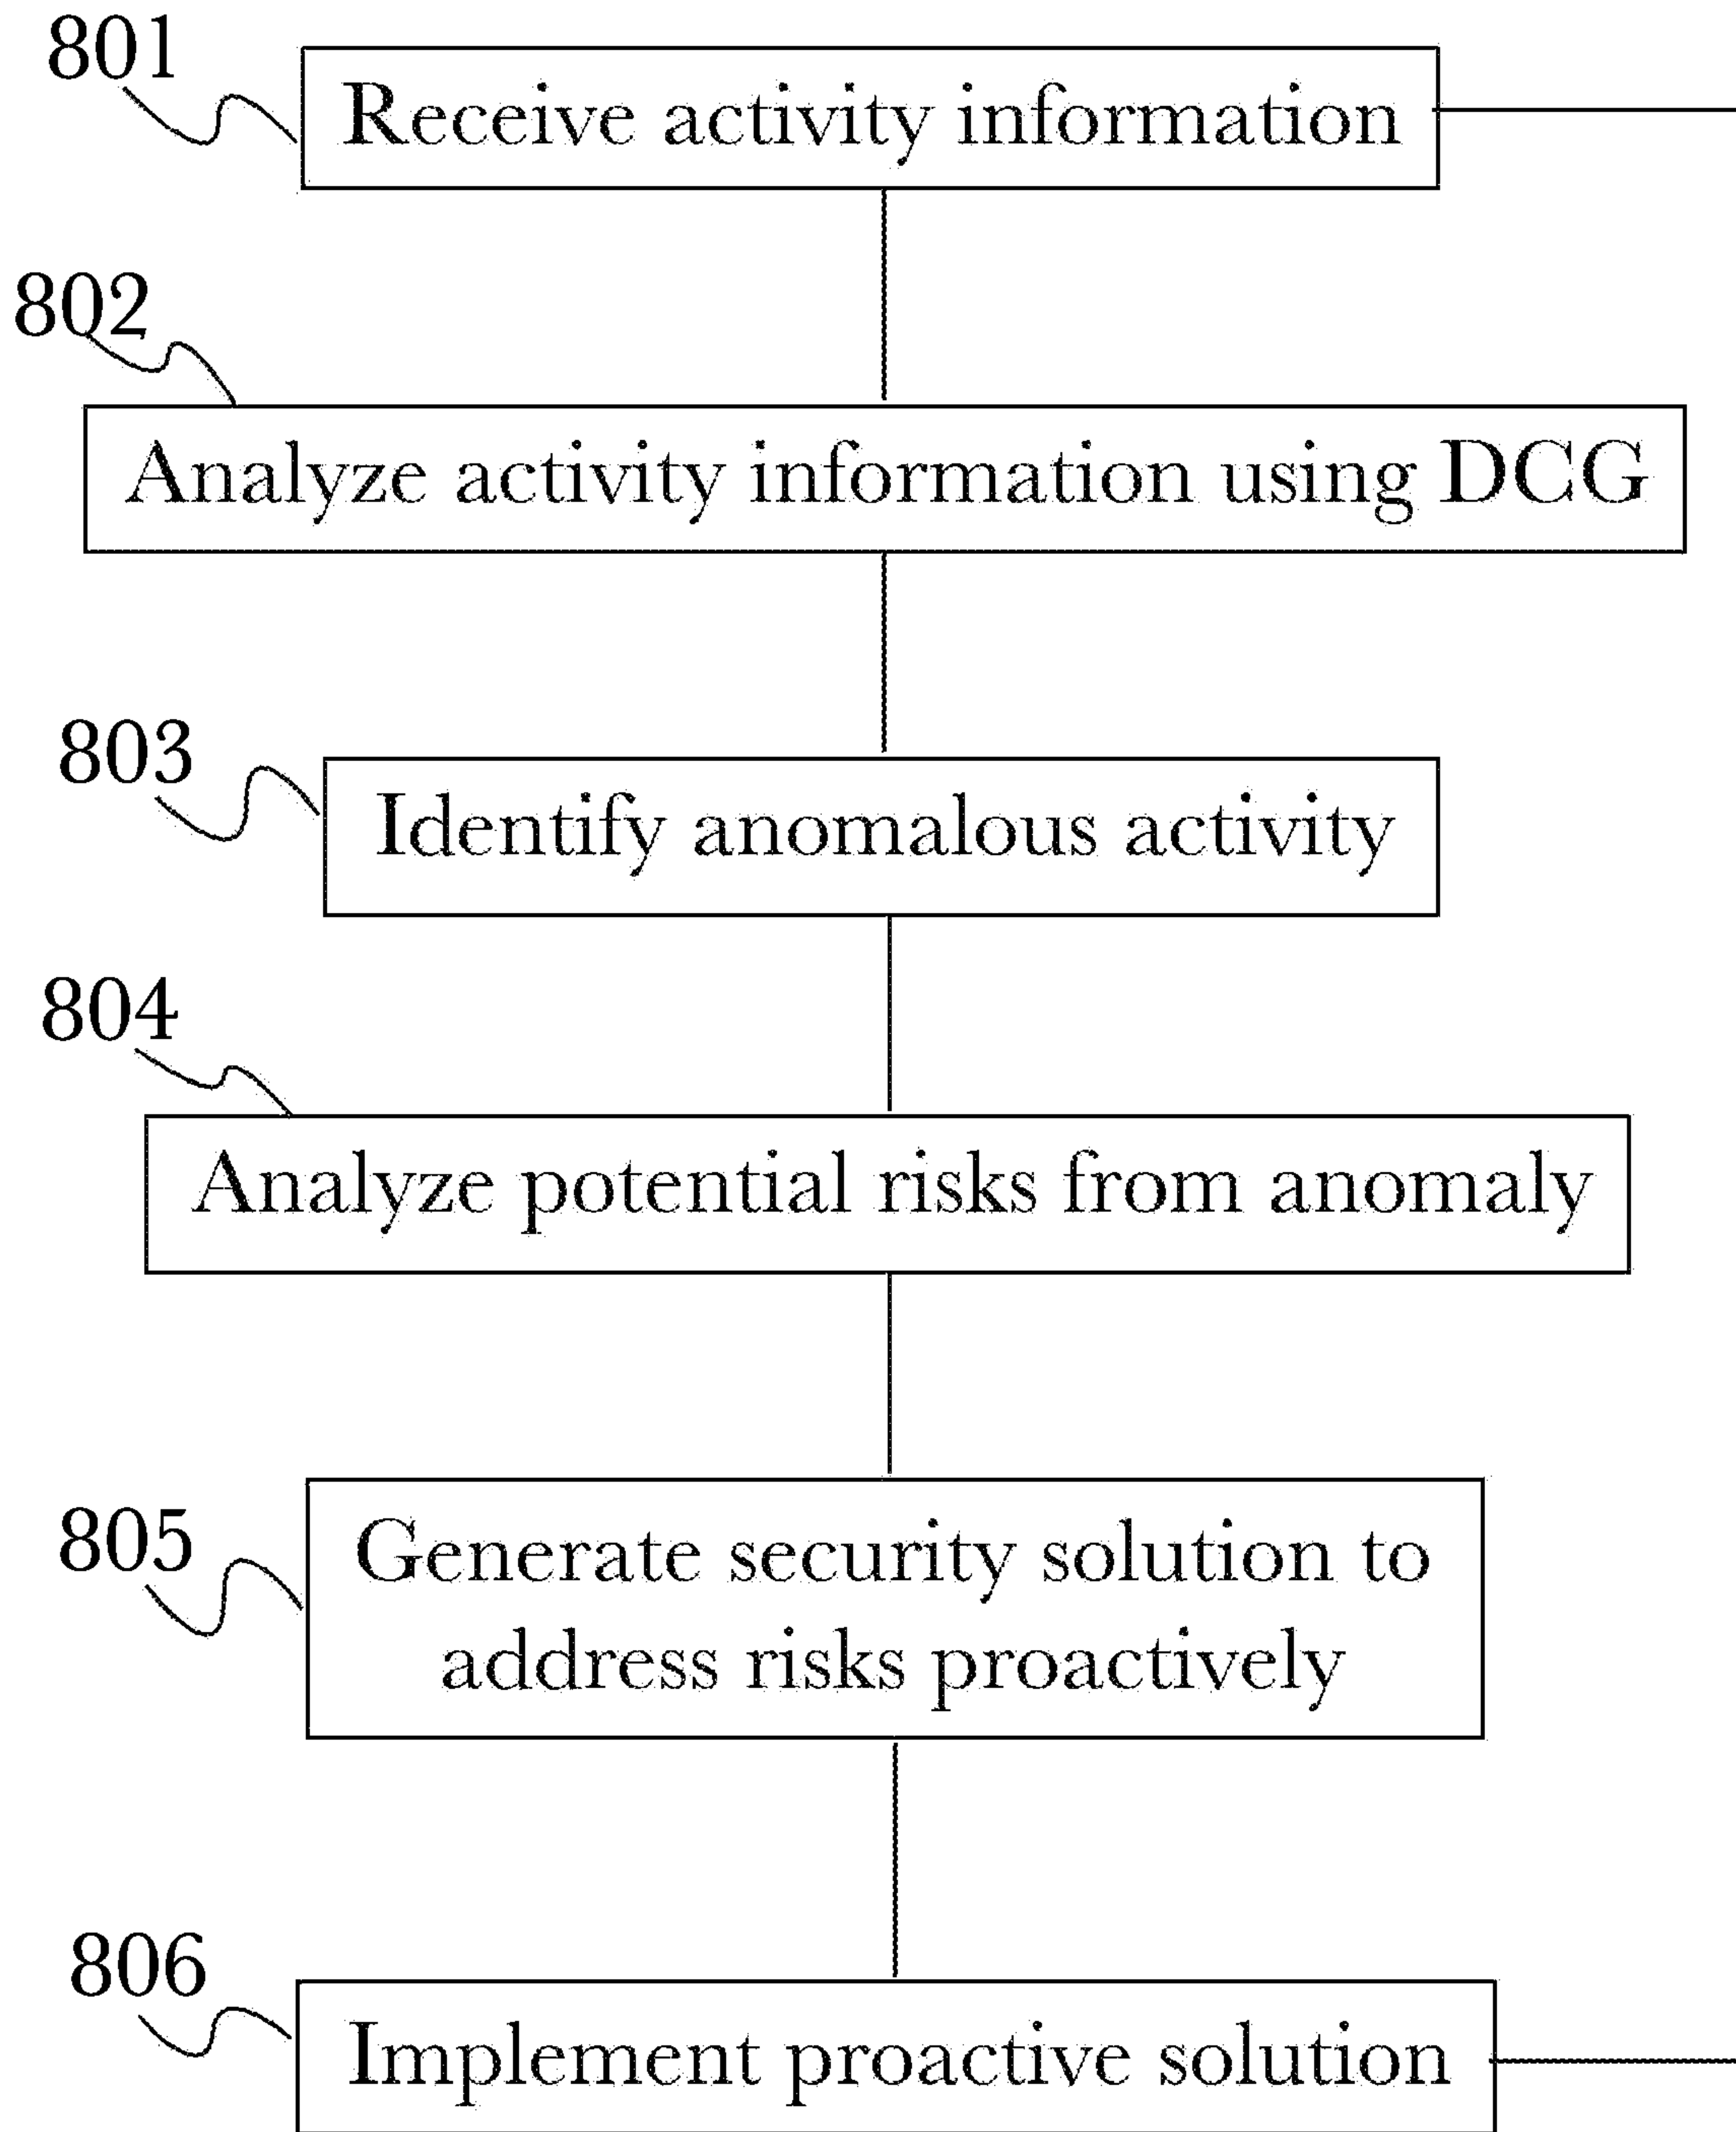 801
Receive activity information
802
Analyze activity information using DCG
803
Identify anomalous activity
804
Analyze potential risks from anomaly
805
Generate security solution to
address risks proactively
806
Implement proactive solution